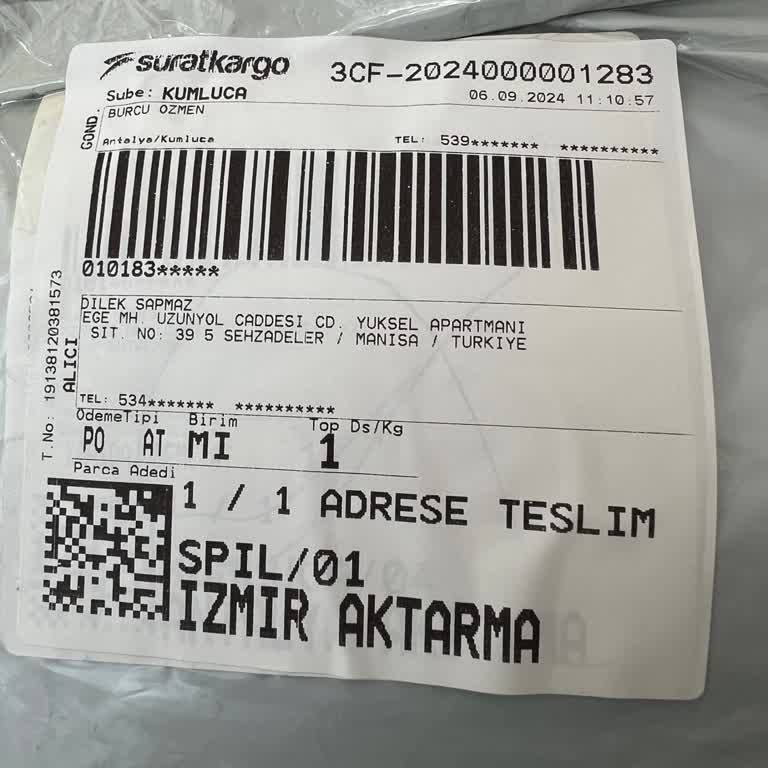 suratkargo
3CF-2024000001283
Sube: KUMLUCA
06.09.2024 11:10:57
GOND.
BURCU OZMEN
Antalya/Kumluca
TEL: 539******* **********
010183*****
T.No: 19138120381573
ALICI
DILEK SAPMAZ
EGE MH. UZUNYOL CADDESI CD. YUKSEL APARTMANI
SIT. NO: 39 5 SEHZADELER / MANISA / TURKIYE
TEL: 534******* **********
OdemeTipi Birim Top Ds/Kg
PO AT MI 1
Parca Adedi
1 / 1 ADRESE TESLIM
SPIL/01
IZMIR AKTARMA